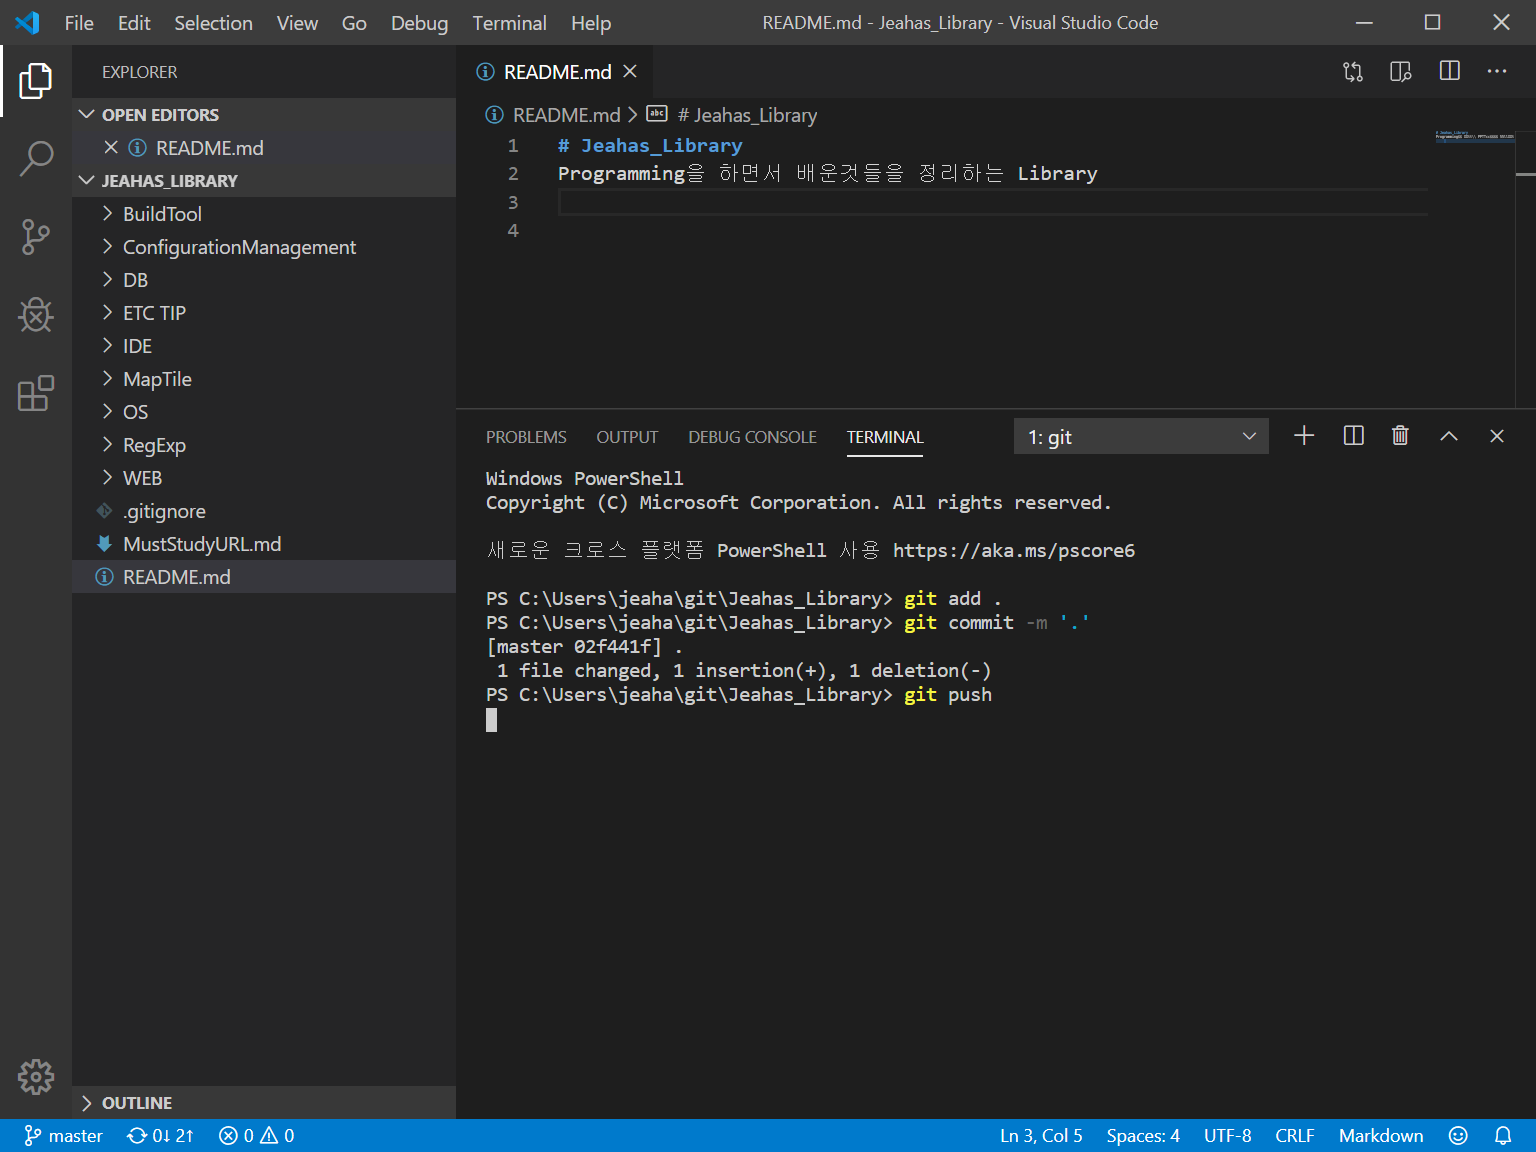 File Edit Selection View Go Debug Terminal Help
README.md - Jeahas_Library - Visual Studio Code
EXPLORER
OPEN EDITORS
README.md
JEAHAS_LIBRARY
BuildTool
ConfigurationManagement
DB
ETC TIP
IDE
MapTile
OS
RegExp
WEB
.gitignore
MustStudyURL.md
README.md
OUTLINE
README.md
README.md > abc # Jeahas_Library
1 # Jeahas_Library
2 Programming을 하면서 배운것들을 정리하는 Library
3
4
PROBLEMS OUTPUT DEBUG CONSOLE TERMINAL 1: git
Windows PowerShell
Copyright (C) Microsoft Corporation. All rights reserved.
새로운 크로스 플랫폼 PowerShell 사용 https://aka.ms/pscore6
PS C:\Users\jeaha\git\Jeahas_Library> git add .
PS C:\Users\jeaha\git\Jeahas_Library> git commit -m '.'
[master 02f441f] .
1 file changed, 1 insertion(+), 1 deletion(-)
PS C:\Users\jeaha\git\Jeahas_Library> git push
master 0↓ 2↑ 0 0 Ln 3, Col 5 Spaces: 4 UTF-8 CRLF Markdown